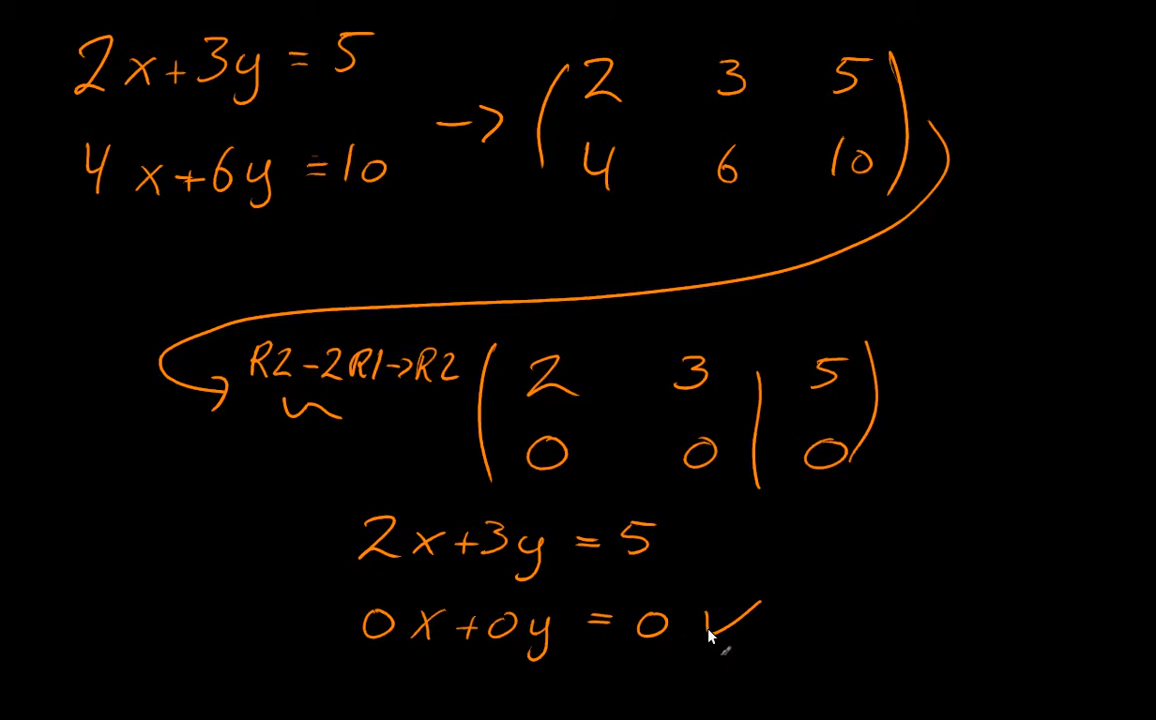 2x+3y=5 → (2 3 5
4x+6y=10 4 6 10)
R2-2R1→R2 (2 3 | 5
0 0 | 0)
2x+3y=5
0x+0y=0 ✓